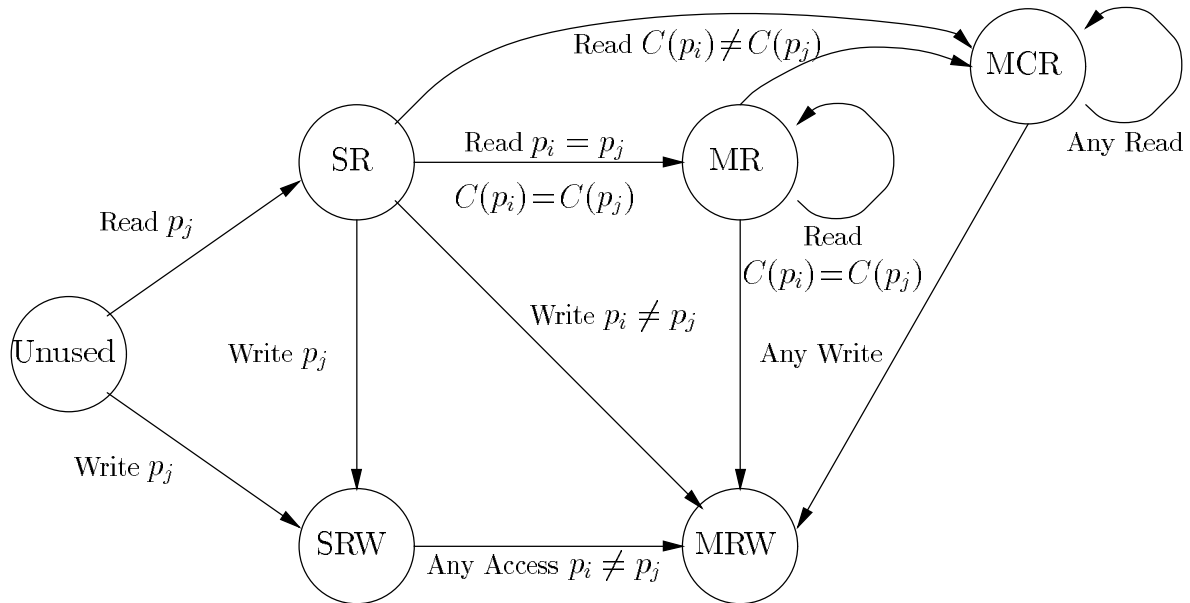 Read C(p_i) ≠ C(p_j)
MCR
Any Read
SR
Read p_i = p_j
C(p_i) = C(p_j)
MR
Read
C(p_i) = C(p_j)
Read p_j
Write p_i ≠ p_j
Unused
Write p_j
Any Write
Write p_j
SRW
Any Access p_i ≠ p_j
MRW